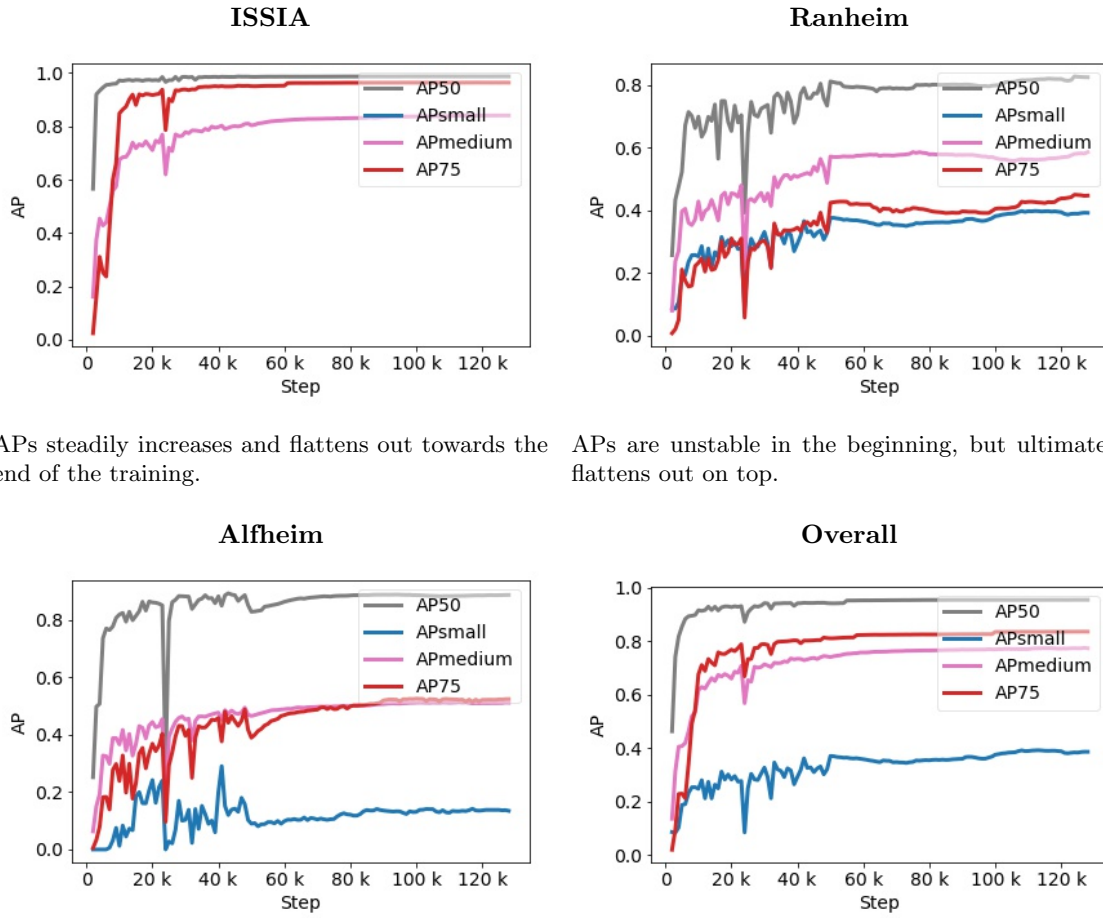 ISSIA
AP
1.0
0.8
0.6
0.4
0.2
0.0
AP50
APsmall
APmedium
AP75
0 20 k 40 k 60 k 80 k 100 k 120 k
Step
Ranheim
AP
0.8
0.6
0.4
0.2
0.0
AP50
APsmall
APmedium
AP75
0 20 k 40 k 60 k 80 k 100 k 120 k
Step
APs steadily increases and flattens out towards the
end of the training.
APs are unstable in the beginning, but ultimate
flattens out on top.
Alfheim
AP
0.8
0.6
0.4
0.2
0.0
AP50
APsmall
APmedium
AP75
0 20 k 40 k 60 k 80 k 100 k 120 k
Step
Overall
AP
1.0
0.8
0.6
0.4
0.2
0.0
AP50
APsmall
APmedium
AP75
0 20 k 40 k 60 k 80 k 100 k 120 k
Step